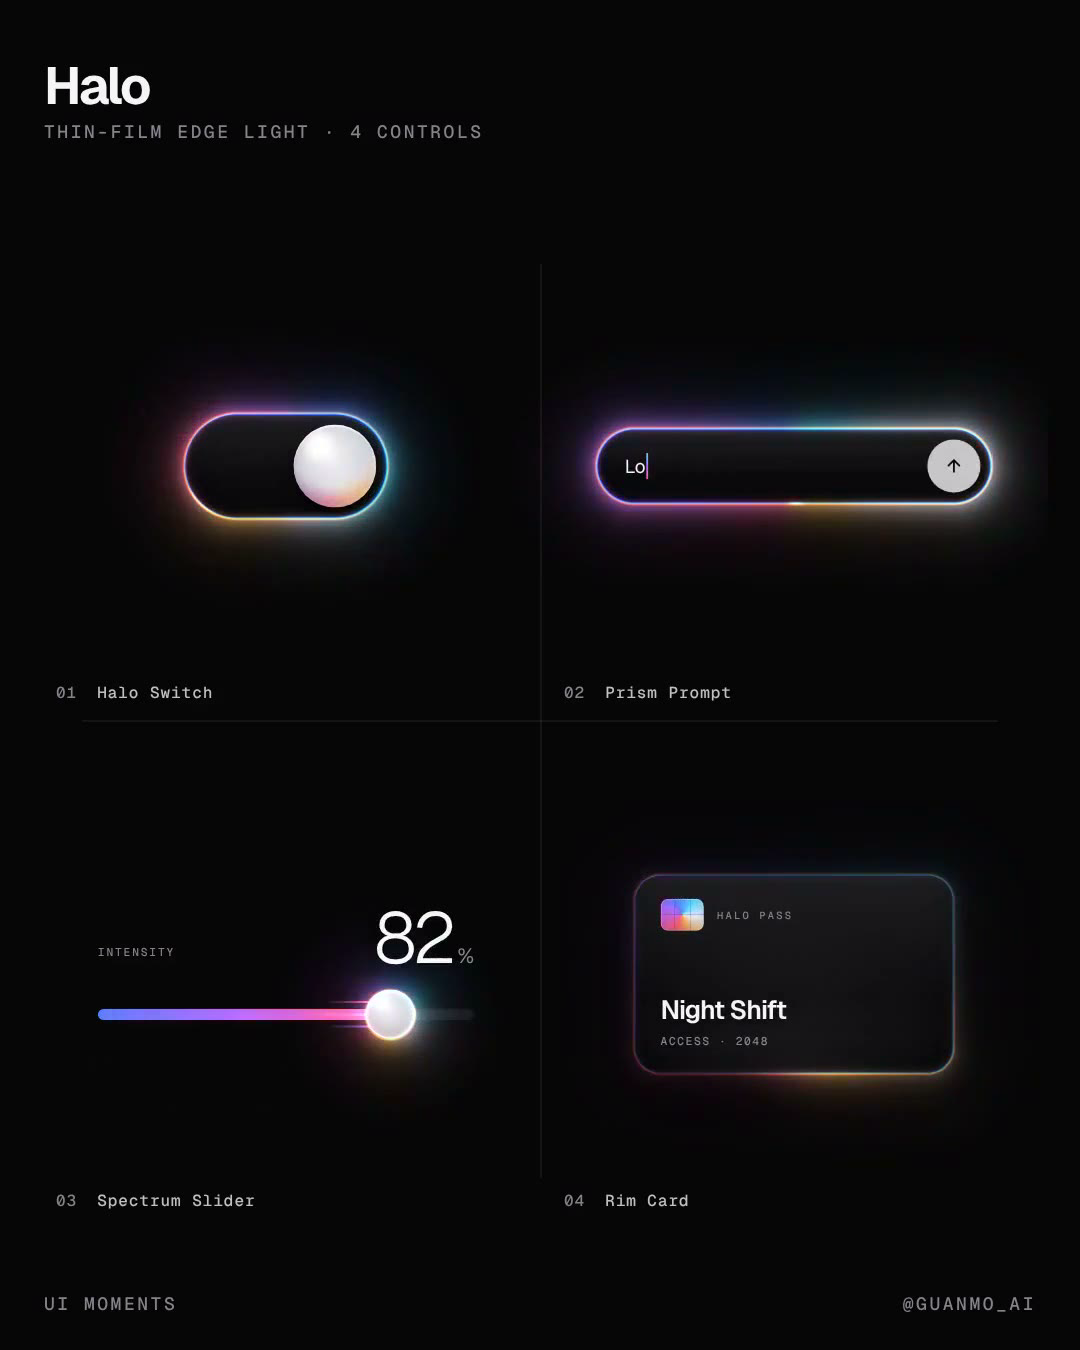 Halo
THIN-FILM EDGE LIGHT · 4 CONTROLS
Lo
01 Halo Switch
02 Prism Prompt
INTENSITY
82%
HALO PASS
Night Shift
ACCESS · 2048
03 Spectrum Slider
04 Rim Card
UI MOMENTS
@GUANMO_AI